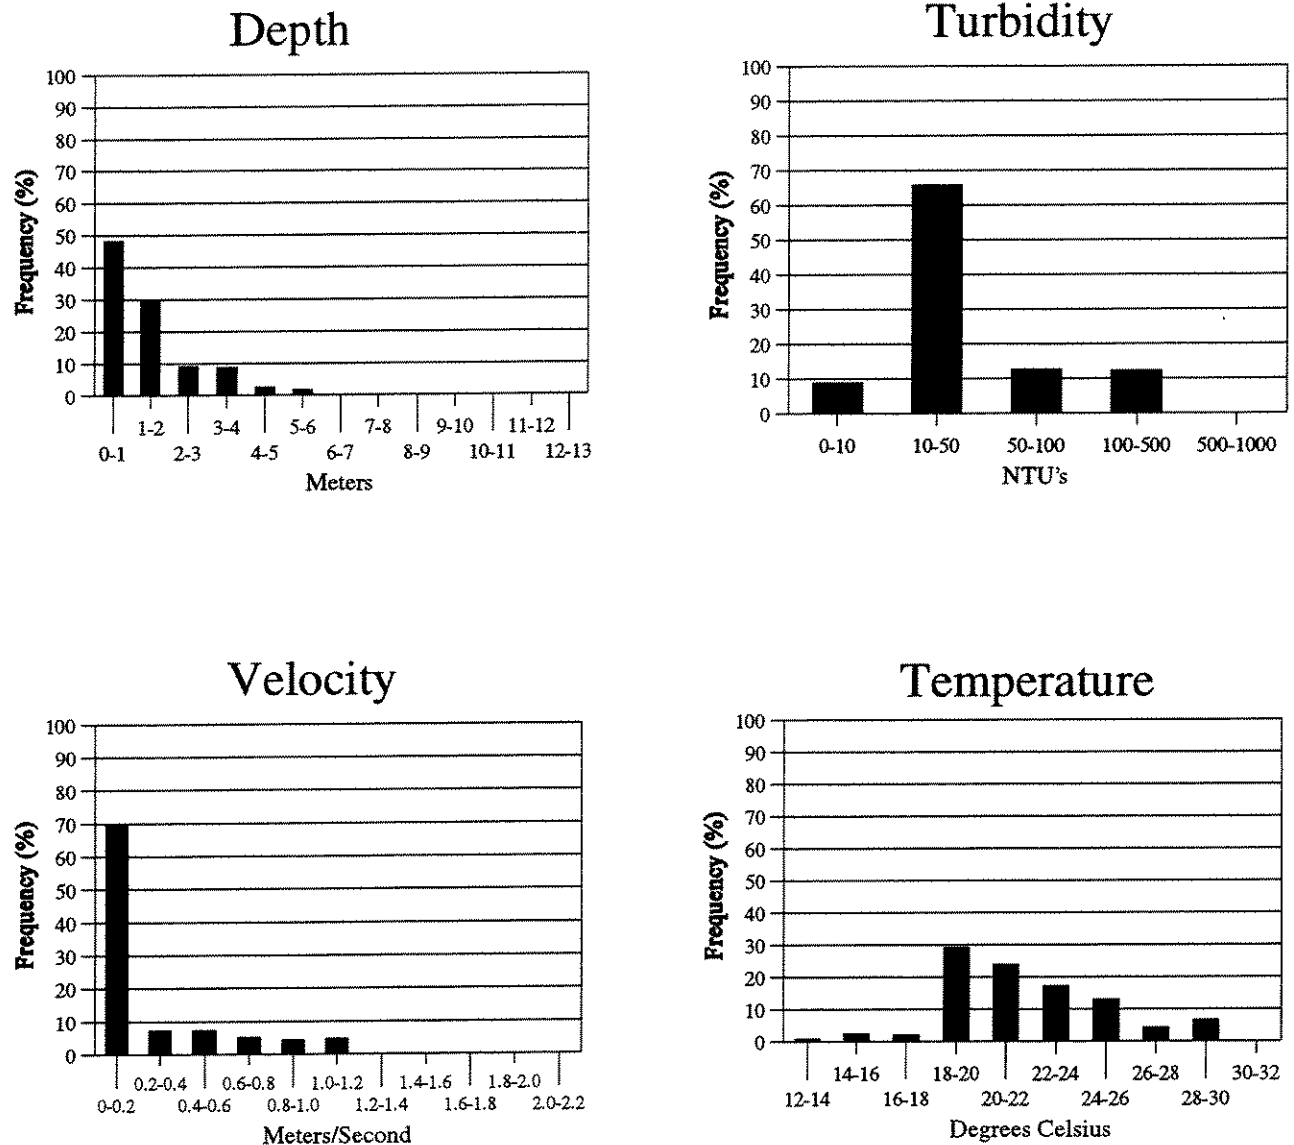 Depth
100
90
80
70
60
50
40
30
20
10
0
Frequency (%)
1-2 3-4 5-6 7-8 9-10 11-12
0-1 2-3 4-5 6-7 8-9 10-11 12-13
Meters
Turbidity
100
90
80
70
60
50
40
30
20
10
0
Frequency (%)
0-10 10-50 50-100 100-500 500-1000
NTU's
Velocity
100
90
80
70
60
50
40
30
20
10
0
Frequency (%)
0.2-0.4 0.6-0.8 1.0-1.2 1.4-1.6 1.8-2.0
0-0.2 0.4-0.6 0.8-1.0 1.2-1.4 1.6-1.8 2.0-2.2
Meters/Second
Temperature
100
90
80
70
60
50
40
30
20
10
0
Frequency (%)
14-16 18-20 22-24 26-28 30-32
12-14 16-18 20-22 24-26 28-30
Degrees Celsius